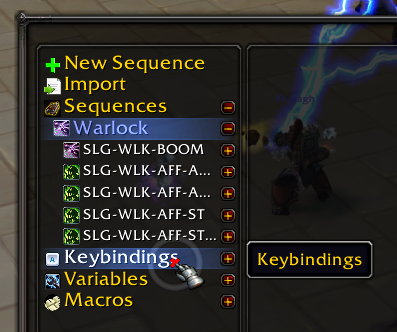 New Sequence
Import
Sequences
Warlock
SLG-WLK-BOOM
SLG-WLK-AFF-A...
SLG-WLK-AFF-A...
SLG-WLK-AFF-ST
SLG-WLK-AFF-ST...
Keybindings
Keybindings
Variables
Macros